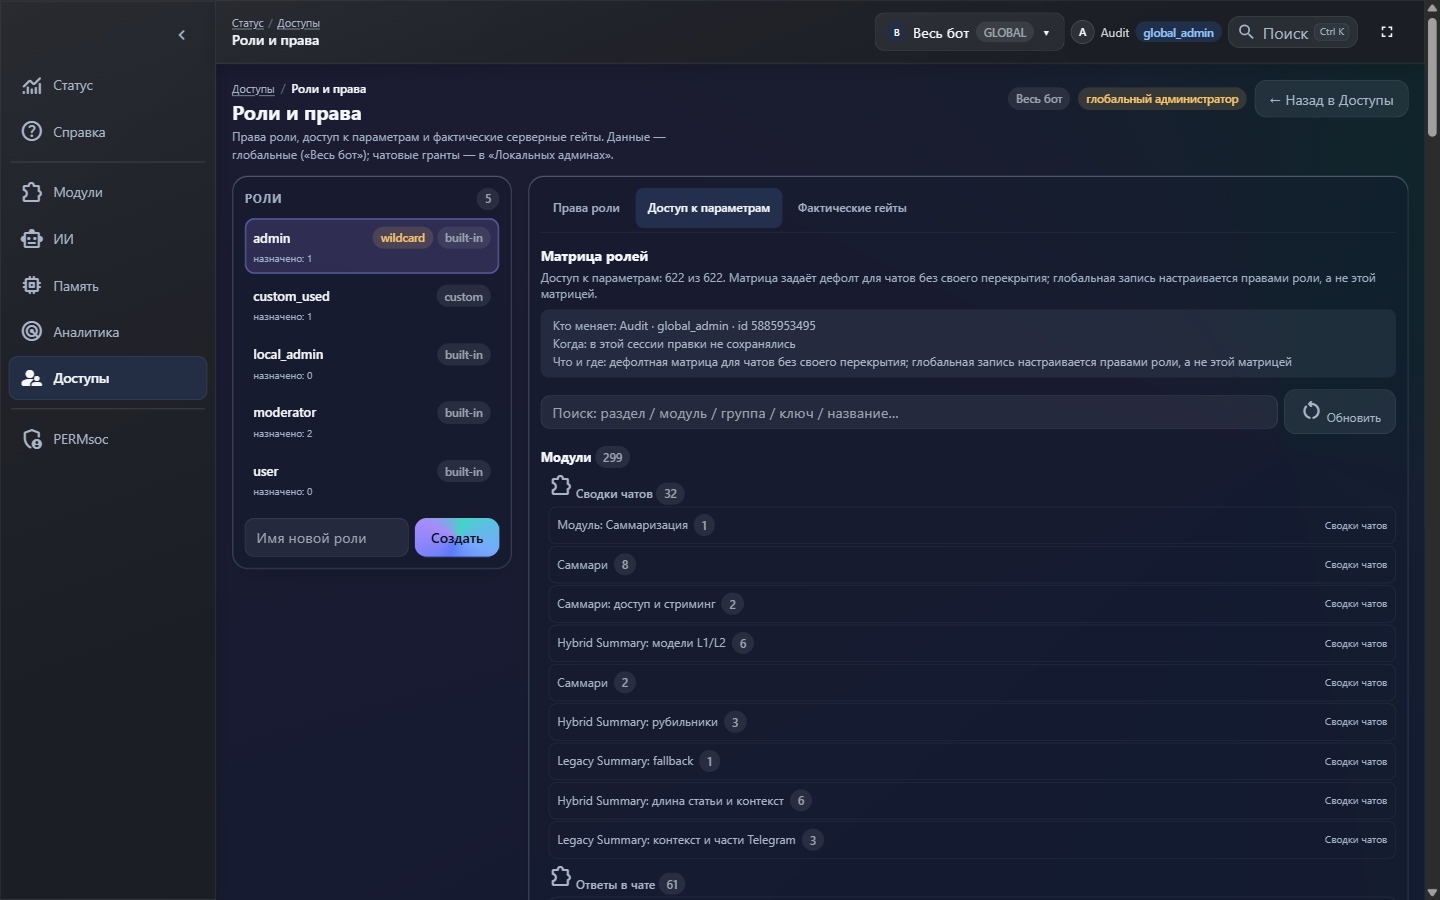 Статус / Доступы
Роли и права
В Весь бот GLOBAL ▾
A Audit global_admin
Поиск Ctrl K
Статус
Справка
Модули
ИИ
Память
Аналитика
Доступы
PERMsoc
Доступы / Роли и права
Роли и права
Права роли, доступ к параметрам и фактические серверные гейты. Данные —
глобальные («Весь бот»); чатовые гранты — в «Локальных админах».
Весь бот глобальный администратор ← Назад в Доступы
РОЛИ 5
admin wildcard built-in
назначено: 1
custom_used custom
назначено: 1
local_admin built-in
назначено: 0
moderator built-in
назначено: 2
user built-in
назначено: 0
Имя новой роли Создать
Права роли Доступ к параметрам Фактические гейты
Матрица ролей
Доступ к параметрам: 622 из 622. Матрица задаёт дефолт для чатов без своего перекрытия; глобальная запись настраивается правами роли, а не этой
матрицей.
Кто меняет: Audit · global_admin · id 5885953495
Когда: в этой сессии правки не сохранялись
Что и где: дефолтная матрица для чатов без своего перекрытия; глобальная запись настраивается правами роли, а не этой матрицей
Поиск: раздел / модуль / группа / ключ / название... Обновить
Модули 299
Сводки чатов 32
Модуль: Саммаризация 1 Сводки чатов
Саммари 8 Сводки чатов
Саммари: доступ и стриминг 2 Сводки чатов
Hybrid Summary: модели L1/L2 6 Сводки чатов
Саммари 2 Сводки чатов
Hybrid Summary: рубильники 3 Сводки чатов
Legacy Summary: fallback 1 Сводки чатов
Hybrid Summary: длина статьи и контекст 6 Сводки чатов
Legacy Summary: контекст и части Telegram 3 Сводки чатов
Ответы в чате 61